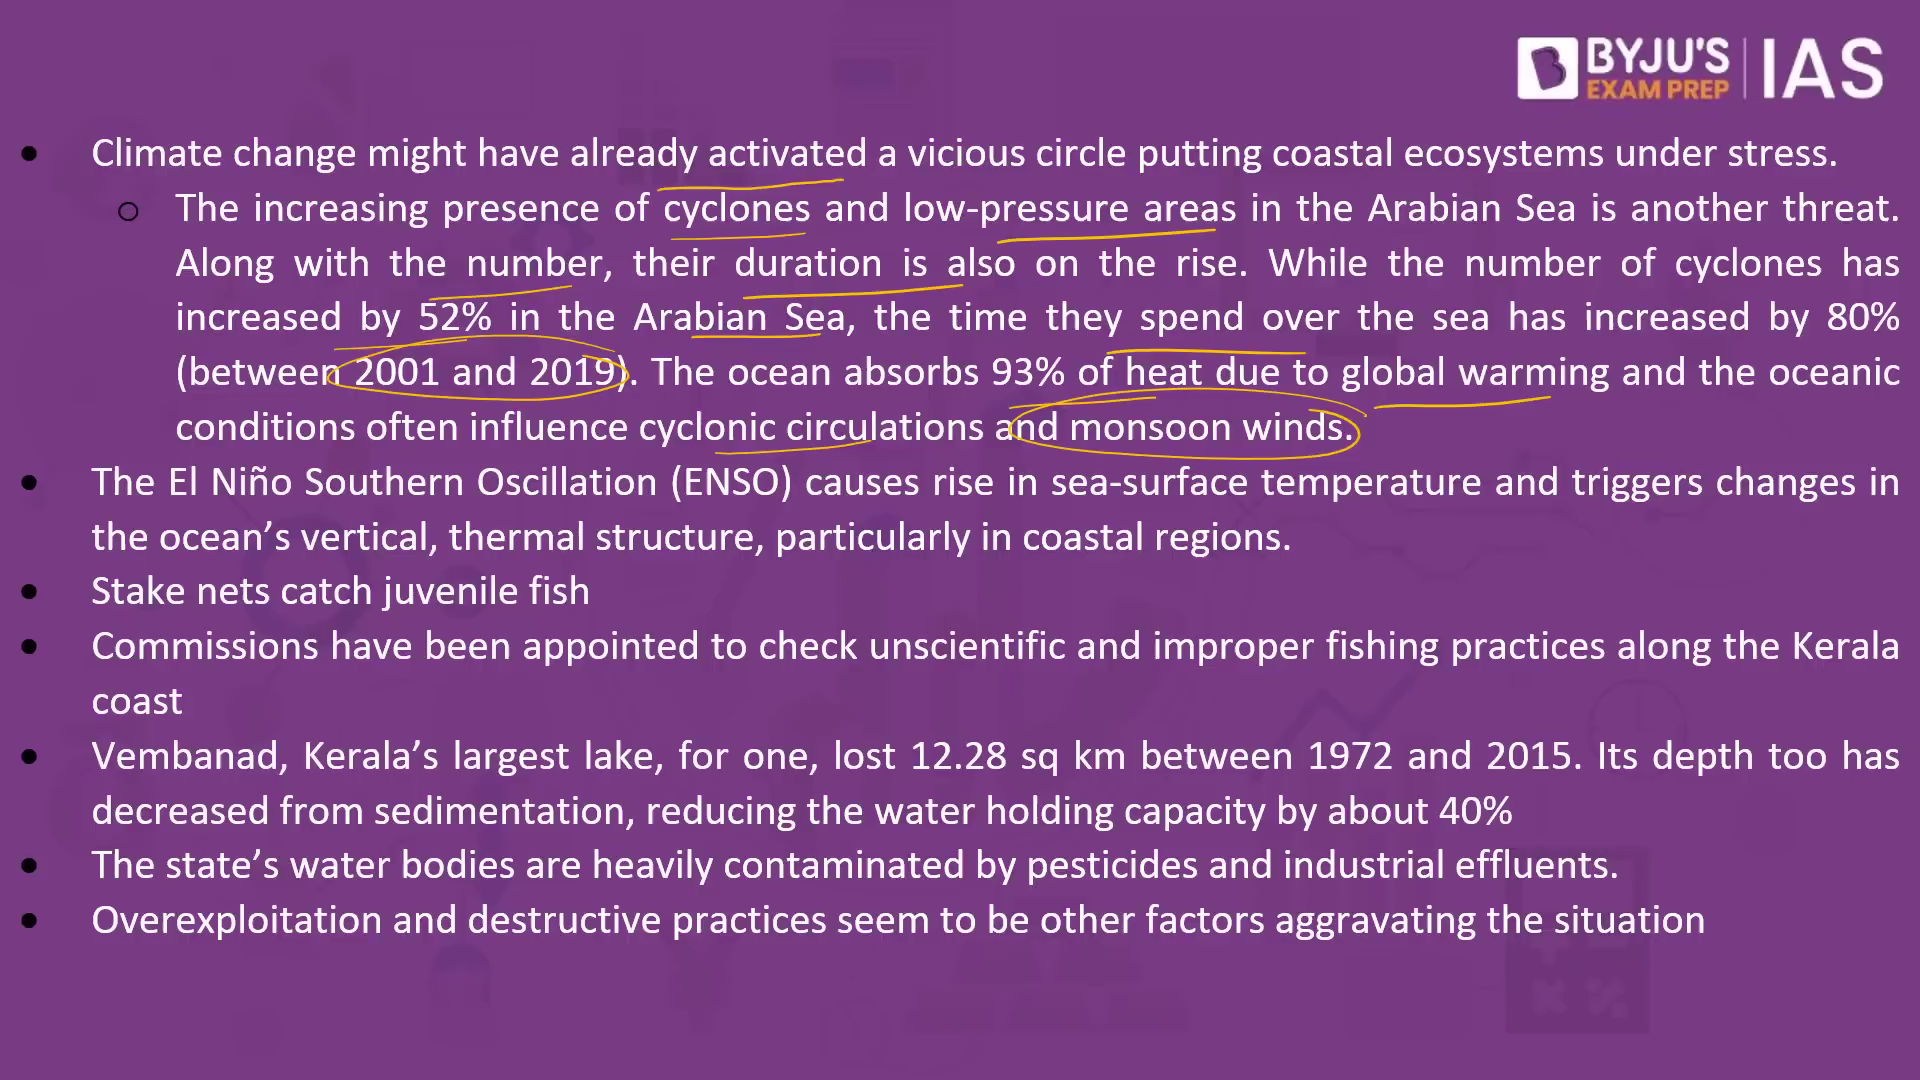 BYJU'S
EXAM PREP
IAS
• Climate change might have already activated a vicious circle putting coastal ecosystems under stress.
○ The increasing presence of cyclones and low-pressure areas in the Arabian Sea is another threat.
Along with the number, their duration is also on the rise. While the number of cyclones has
increased by 52% in the Arabian Sea, the time they spend over the sea has increased by 80%
(between 2001 and 2019). The ocean absorbs 93% of heat due to global warming and the oceanic
conditions often influence cyclonic circulations and monsoon winds.
• The El Niño Southern Oscillation (ENSO) causes rise in sea-surface temperature and triggers changes in
the ocean’s vertical, thermal structure, particularly in coastal regions.
• Stake nets catch juvenile fish
• Commissions have been appointed to check unscientific and improper fishing practices along the Kerala
coast
• Vembanad, Kerala’s largest lake, for one, lost 12.28 sq km between 1972 and 2015. Its depth too has
decreased from sedimentation, reducing the water holding capacity by about 40%
• The state’s water bodies are heavily contaminated by pesticides and industrial effluents.
• Overexploitation and destructive practices seem to be other factors aggravating the situation